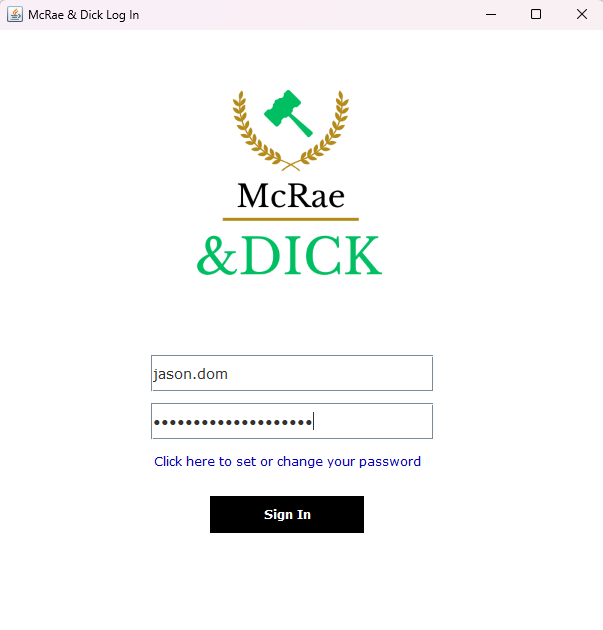 McRae & Dick Log In
McRae
&DICK
jason.dom
••••••••••••••••••••
Click here to set or change your password
Sign In